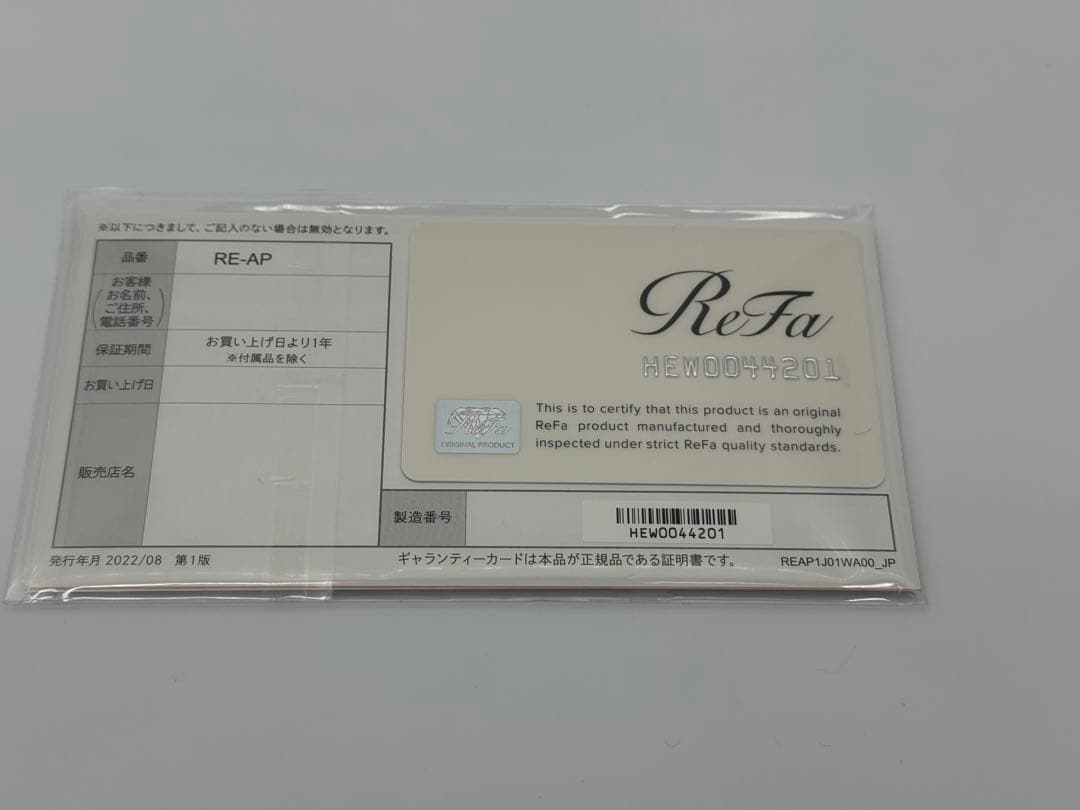 ※以下につきまして、ご記入のない場合は無効となります。
品番 RE-AP
お客様
(お名前、
ご住所、
電話番号)
保証期間 お買い上げ日より1年
※付属品を除く
お買い上げ日
販売店名
ReFa
HEW0044201
This is to certify that this product is an original
ReFa product manufactured and thoroughly
inspected under strict ReFa quality standards.
ReFa
ORIGINAL PRODUCT
製造番号 HEW0044201
発行年月 2022/08 第1版
ギャランティーカードは本品が正規品である証明書です。
REAP1J01WA00_JP